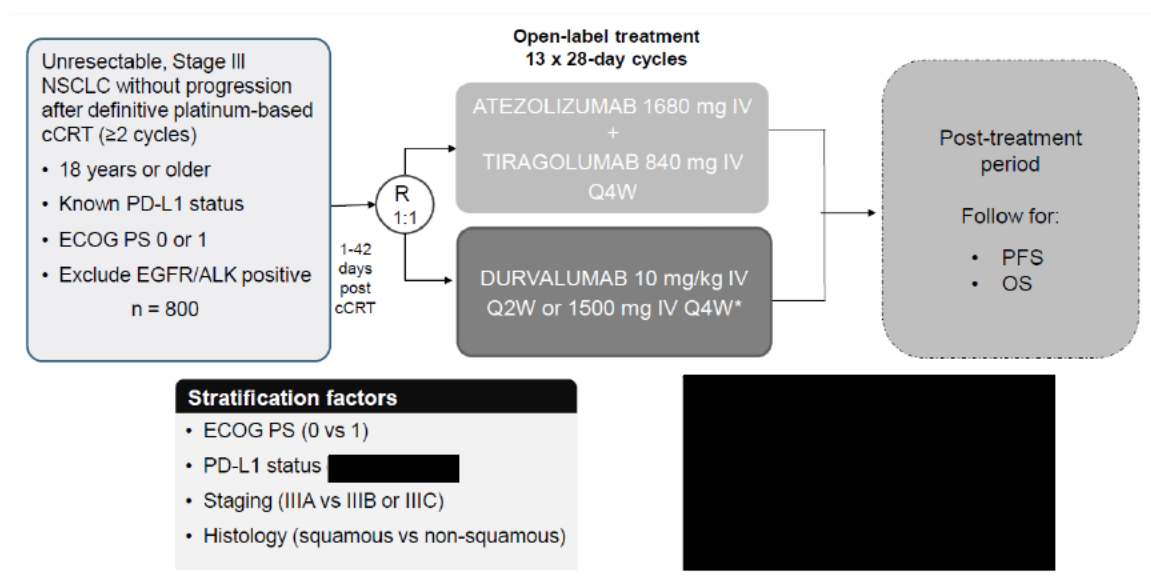 Unresectable, Stage III
NSCLC without progression
after definitive platinum-based
cCRT (≥2 cycles)
• 18 years or older
• Known PD-L1 status
• ECOG PS 0 or 1
• Exclude EGFR/ALK positive
n = 800
1-42
days
post
cCRT
R
1:1
Open-label treatment
13 x 28-day cycles
ATEZOLIZUMAB 1680 mg IV
+
TIRAGOLUMAB 840 mg IV
Q4W
DURVALUMAB 10 mg/kg IV
Q2W or 1500 mg IV Q4W*
Post-treatment
period
Follow for:
• PFS
• OS
Stratification factors
• ECOG PS (0 vs 1)
• PD-L1 status
• Staging (IIIA vs IIIB or IIIC)
• Histology (squamous vs non-squamous)